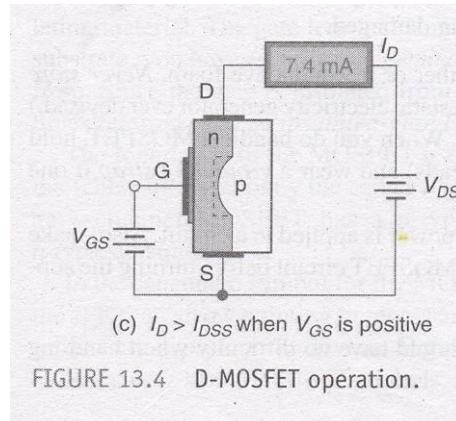 I_D
7.4 mA
D
n
G
p
V_DS
V_GS
S
(c) I_D > I_DSS when V_GS is positive
FIGURE 13.4 D-MOSFET operation.